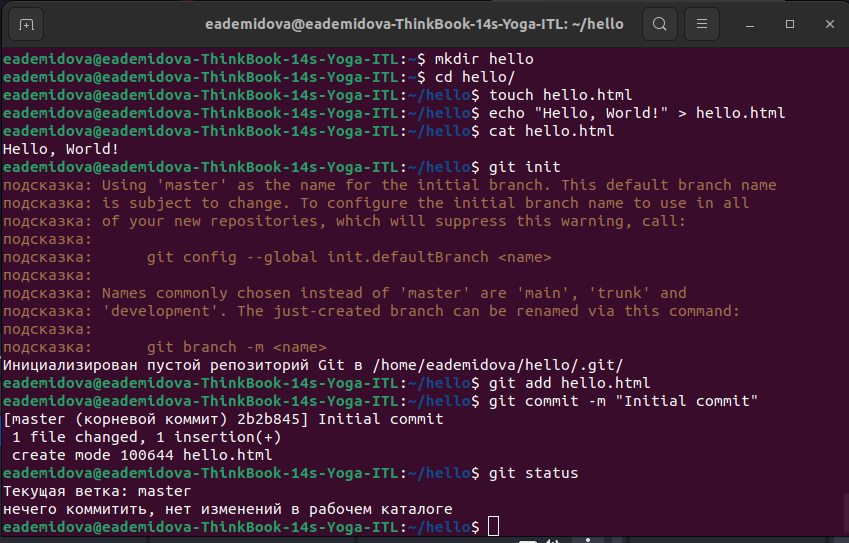 eademidova@eademidova-ThinkBook-14s-Yoga-ITL: ~/hello
eademidova@eademidova-ThinkBook-14s-Yoga-ITL:~$ mkdir hello
eademidova@eademidova-ThinkBook-14s-Yoga-ITL:~$ cd hello/
eademidova@eademidova-ThinkBook-14s-Yoga-ITL:~/hello$ touch hello.html
eademidova@eademidova-ThinkBook-14s-Yoga-ITL:~/hello$ echo "Hello, World!" > hello.html
eademidova@eademidova-ThinkBook-14s-Yoga-ITL:~/hello$ cat hello.html
Hello, World!
eademidova@eademidova-ThinkBook-14s-Yoga-ITL:~/hello$ git init
подсказка: Using 'master' as the name for the initial branch. This default branch name
подсказка: is subject to change. To configure the initial branch name to use in all
подсказка: of your new repositories, which will suppress this warning, call:
подсказка:
подсказка:      git config --global init.defaultBranch <name>
подсказка:
подсказка: Names commonly chosen instead of 'master' are 'main', 'trunk' and
подсказка: 'development'. The just-created branch can be renamed via this command:
подсказка:
подсказка:      git branch -m <name>
Инициализирован пустой репозиторий Git в /home/eademidova/hello/.git/
eademidova@eademidova-ThinkBook-14s-Yoga-ITL:~/hello$ git add hello.html
eademidova@eademidova-ThinkBook-14s-Yoga-ITL:~/hello$ git commit -m "Initial commit"
[master (корневой коммит) 2b2b845] Initial commit
 1 file changed, 1 insertion(+)
 create mode 100644 hello.html
eademidova@eademidova-ThinkBook-14s-Yoga-ITL:~/hello$ git status
Текущая ветка: master
нечего коммитить, нет изменений в рабочем каталоге
eademidova@eademidova-ThinkBook-14s-Yoga-ITL:~/hello$